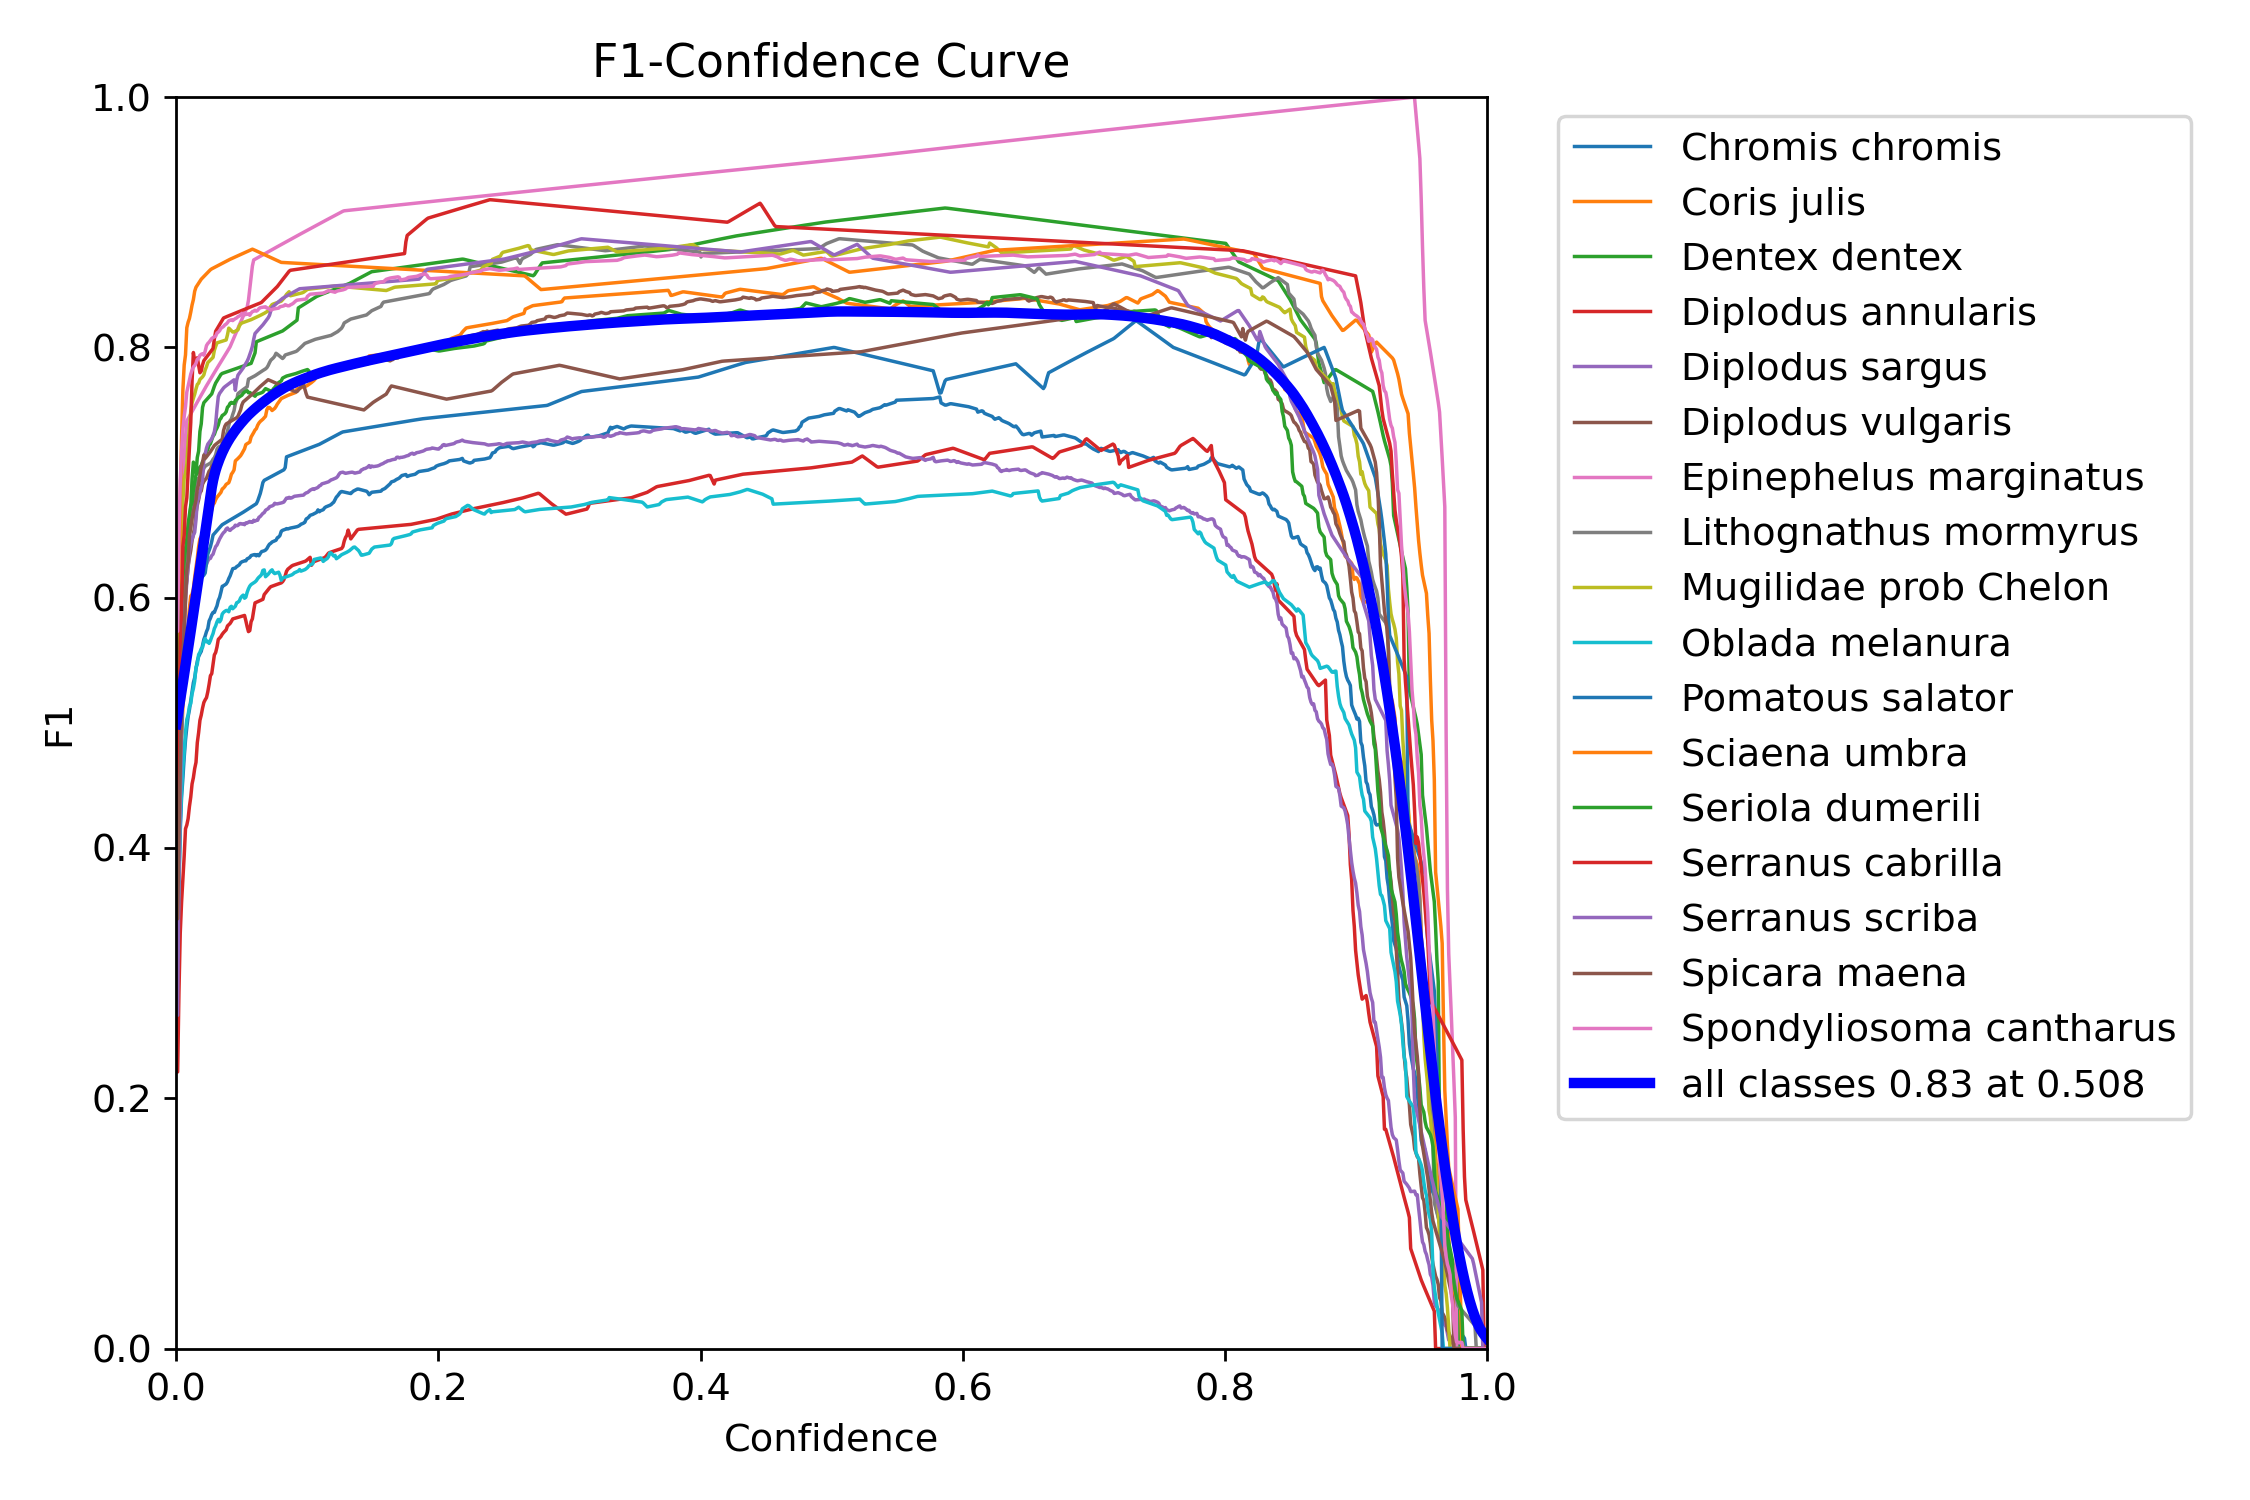 F1-Confidence Curve
1.0
0.8
0.6
0.4
0.2
0.0
F1
0.0 0.2 0.4 0.6 0.8 1.0
Confidence
Chromis chromis
Coris julis
Dentex dentex
Diplodus annularis
Diplodus sargus
Diplodus vulgaris
Epinephelus marginatus
Lithognathus mormyrus
Mugilidae prob Chelon
Oblada melanura
Pomatous salator
Sciaena umbra
Seriola dumerili
Serranus cabrilla
Serranus scriba
Spicara maena
Spondyliosoma cantharus
all classes 0.83 at 0.508